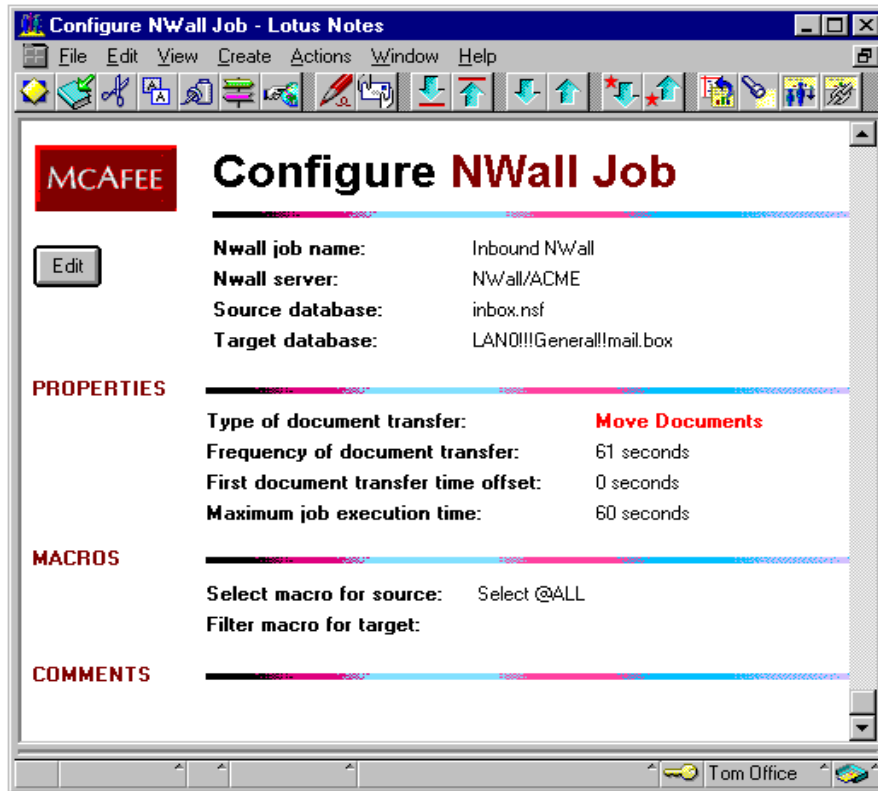 Configure NWall Job - Lotus Notes
File Edit View Create Actions Window Help
MCAFEE
Configure NWall Job
Edit
Nwall job name: Inbound NWall
Nwall server: NWall/ACME
Source database: inbox.nsf
Target database: LAN0!!!General!!mail.box
PROPERTIES
Type of document transfer: Move Documents
Frequency of document transfer: 61 seconds
First document transfer time offset: 0 seconds
Maximum job execution time: 60 seconds
MACROS
Select macro for source: Select @ALL
Filter macro for target:
COMMENTS
Tom Office